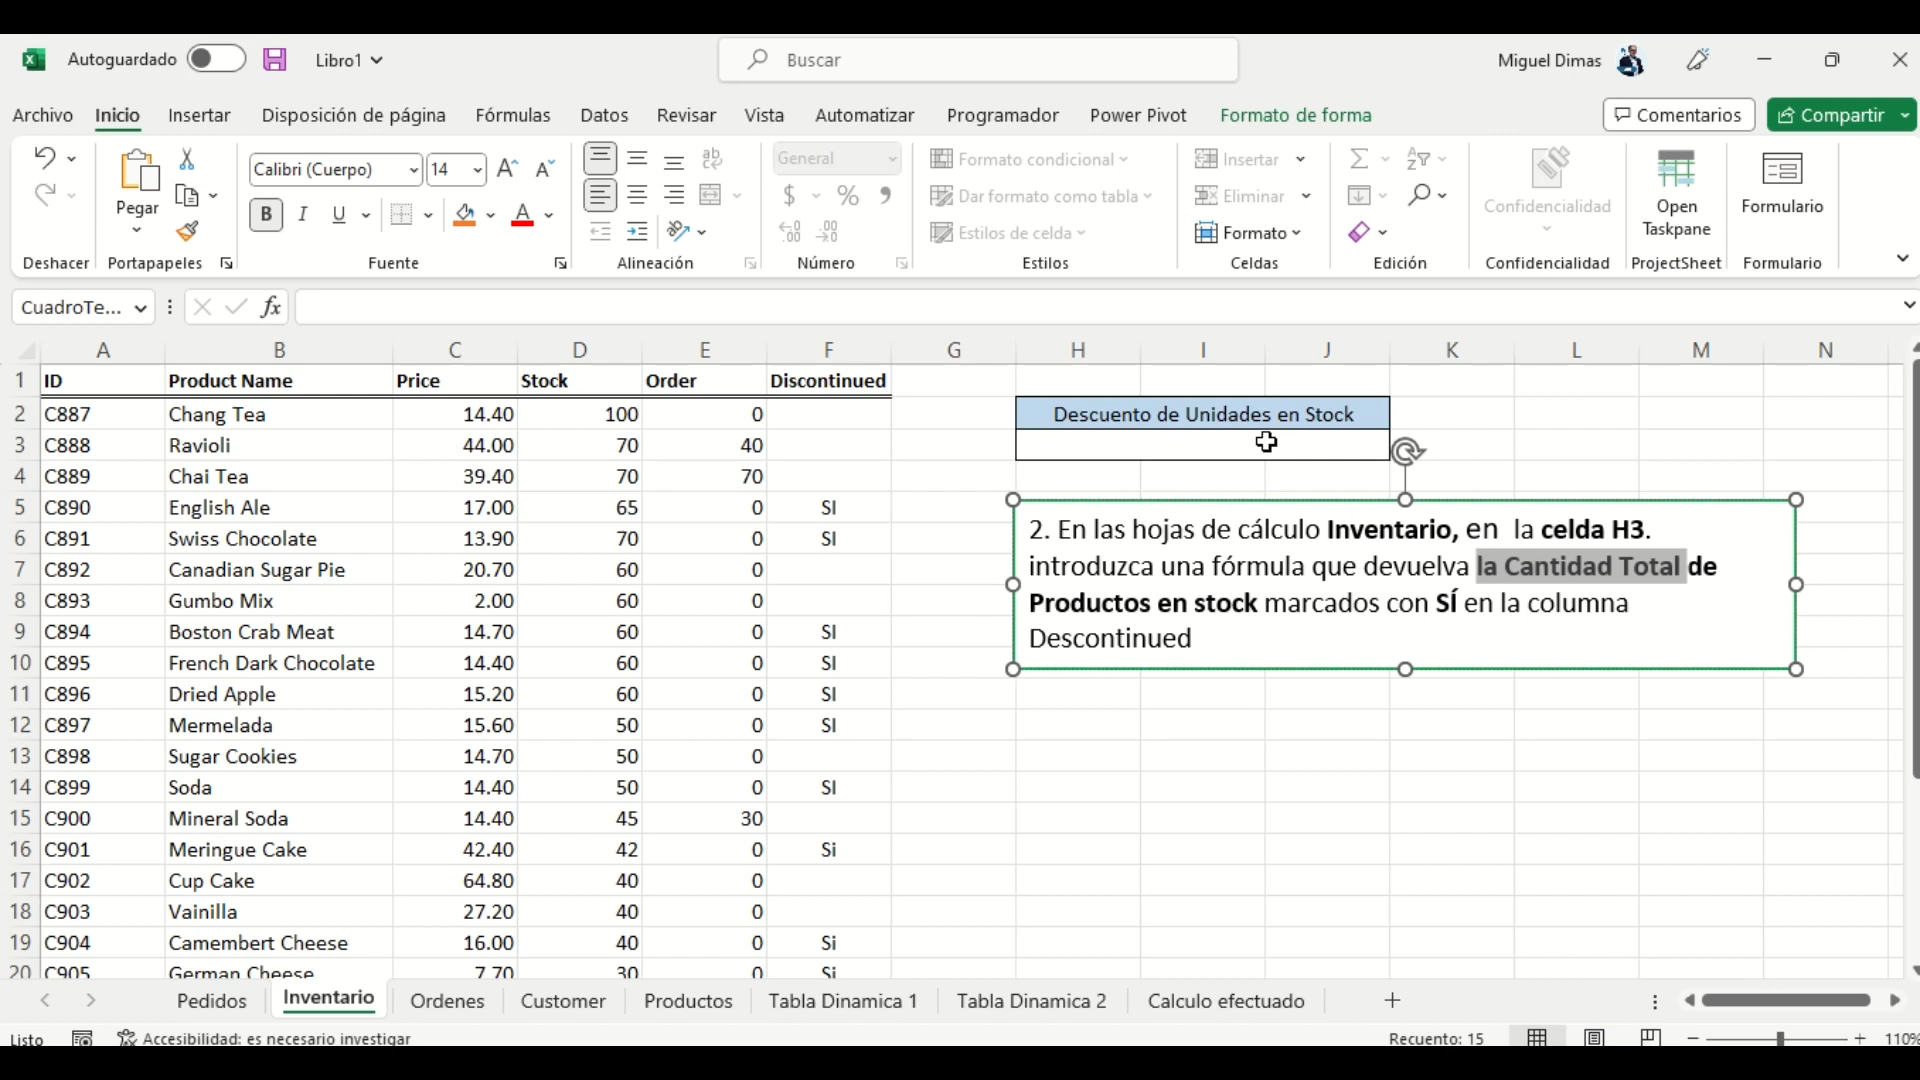 Autoguardado Libro1 Buscar Miguel Dimas
Archivo Inicio Insertar Disposición de página Fórmulas Datos Revisar Vista Automatizar Programador Power Pivot Formato de forma Comentarios Compartir
Calibri (Cuerpo) 14 General Formato condicional Insertar
Pegar Dar formato como tabla Eliminar Confidencialidad Open Taskpane Formulario
N K S Estilos de celda Formato
Deshacer Portapapeles Fuente Alineación Número Estilos Celdas Edición Confidencialidad ProjectSheet Formulario
CuadroTe... fx
A B C D E F G H I J K L M N
1 ID Product Name Price Stock Order Discontinued
2 C887 Chang Tea 14.40 100 0 Descuento de Unidades en Stock
3 C888 Ravioli 44.00 70 40
4 C889 Chai Tea 39.40 70 70
5 C890 English Ale 17.00 65 0 SI
6 C891 Swiss Chocolate 13.90 70 0 SI
7 C892 Canadian Sugar Pie 20.70 60 0
8 C893 Gumbo Mix 2.00 60 0
9 C894 Boston Crab Meat 14.70 60 0 SI
10 C895 French Dark Chocolate 14.40 60 0 SI
11 C896 Dried Apple 15.20 60 0 SI
12 C897 Mermelada 15.60 50 0 SI
13 C898 Sugar Cookies 14.70 50 0
14 C899 Soda 14.40 50 0 SI
15 C900 Mineral Soda 14.40 45 30
16 C901 Meringue Cake 42.40 42 0 Si
17 C902 Cup Cake 64.80 40 0
18 C903 Vainilla 27.20 40 0
19 C904 Camembert Cheese 16.00 40 0 Si
20 C905 German Cheese 7.70 30 0 Si
2. En las hojas de cálculo Inventario, en la celda H3.
introduzca una fórmula que devuelva la Cantidad Total de
Productos en stock marcados con SÍ en la columna
Descontinued
Pedidos Inventario Ordenes Customer Productos Tabla Dinamica 1 Tabla Dinamica 2 Calculo efectuado
Listo Accesibilidad: es necesario investigar Recuento: 15 110%